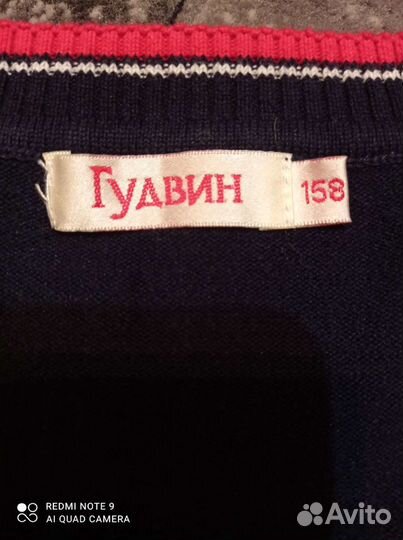 ГУДВИН
158
REDMI NOTE 9
AI QUAD CAMERA
Avito